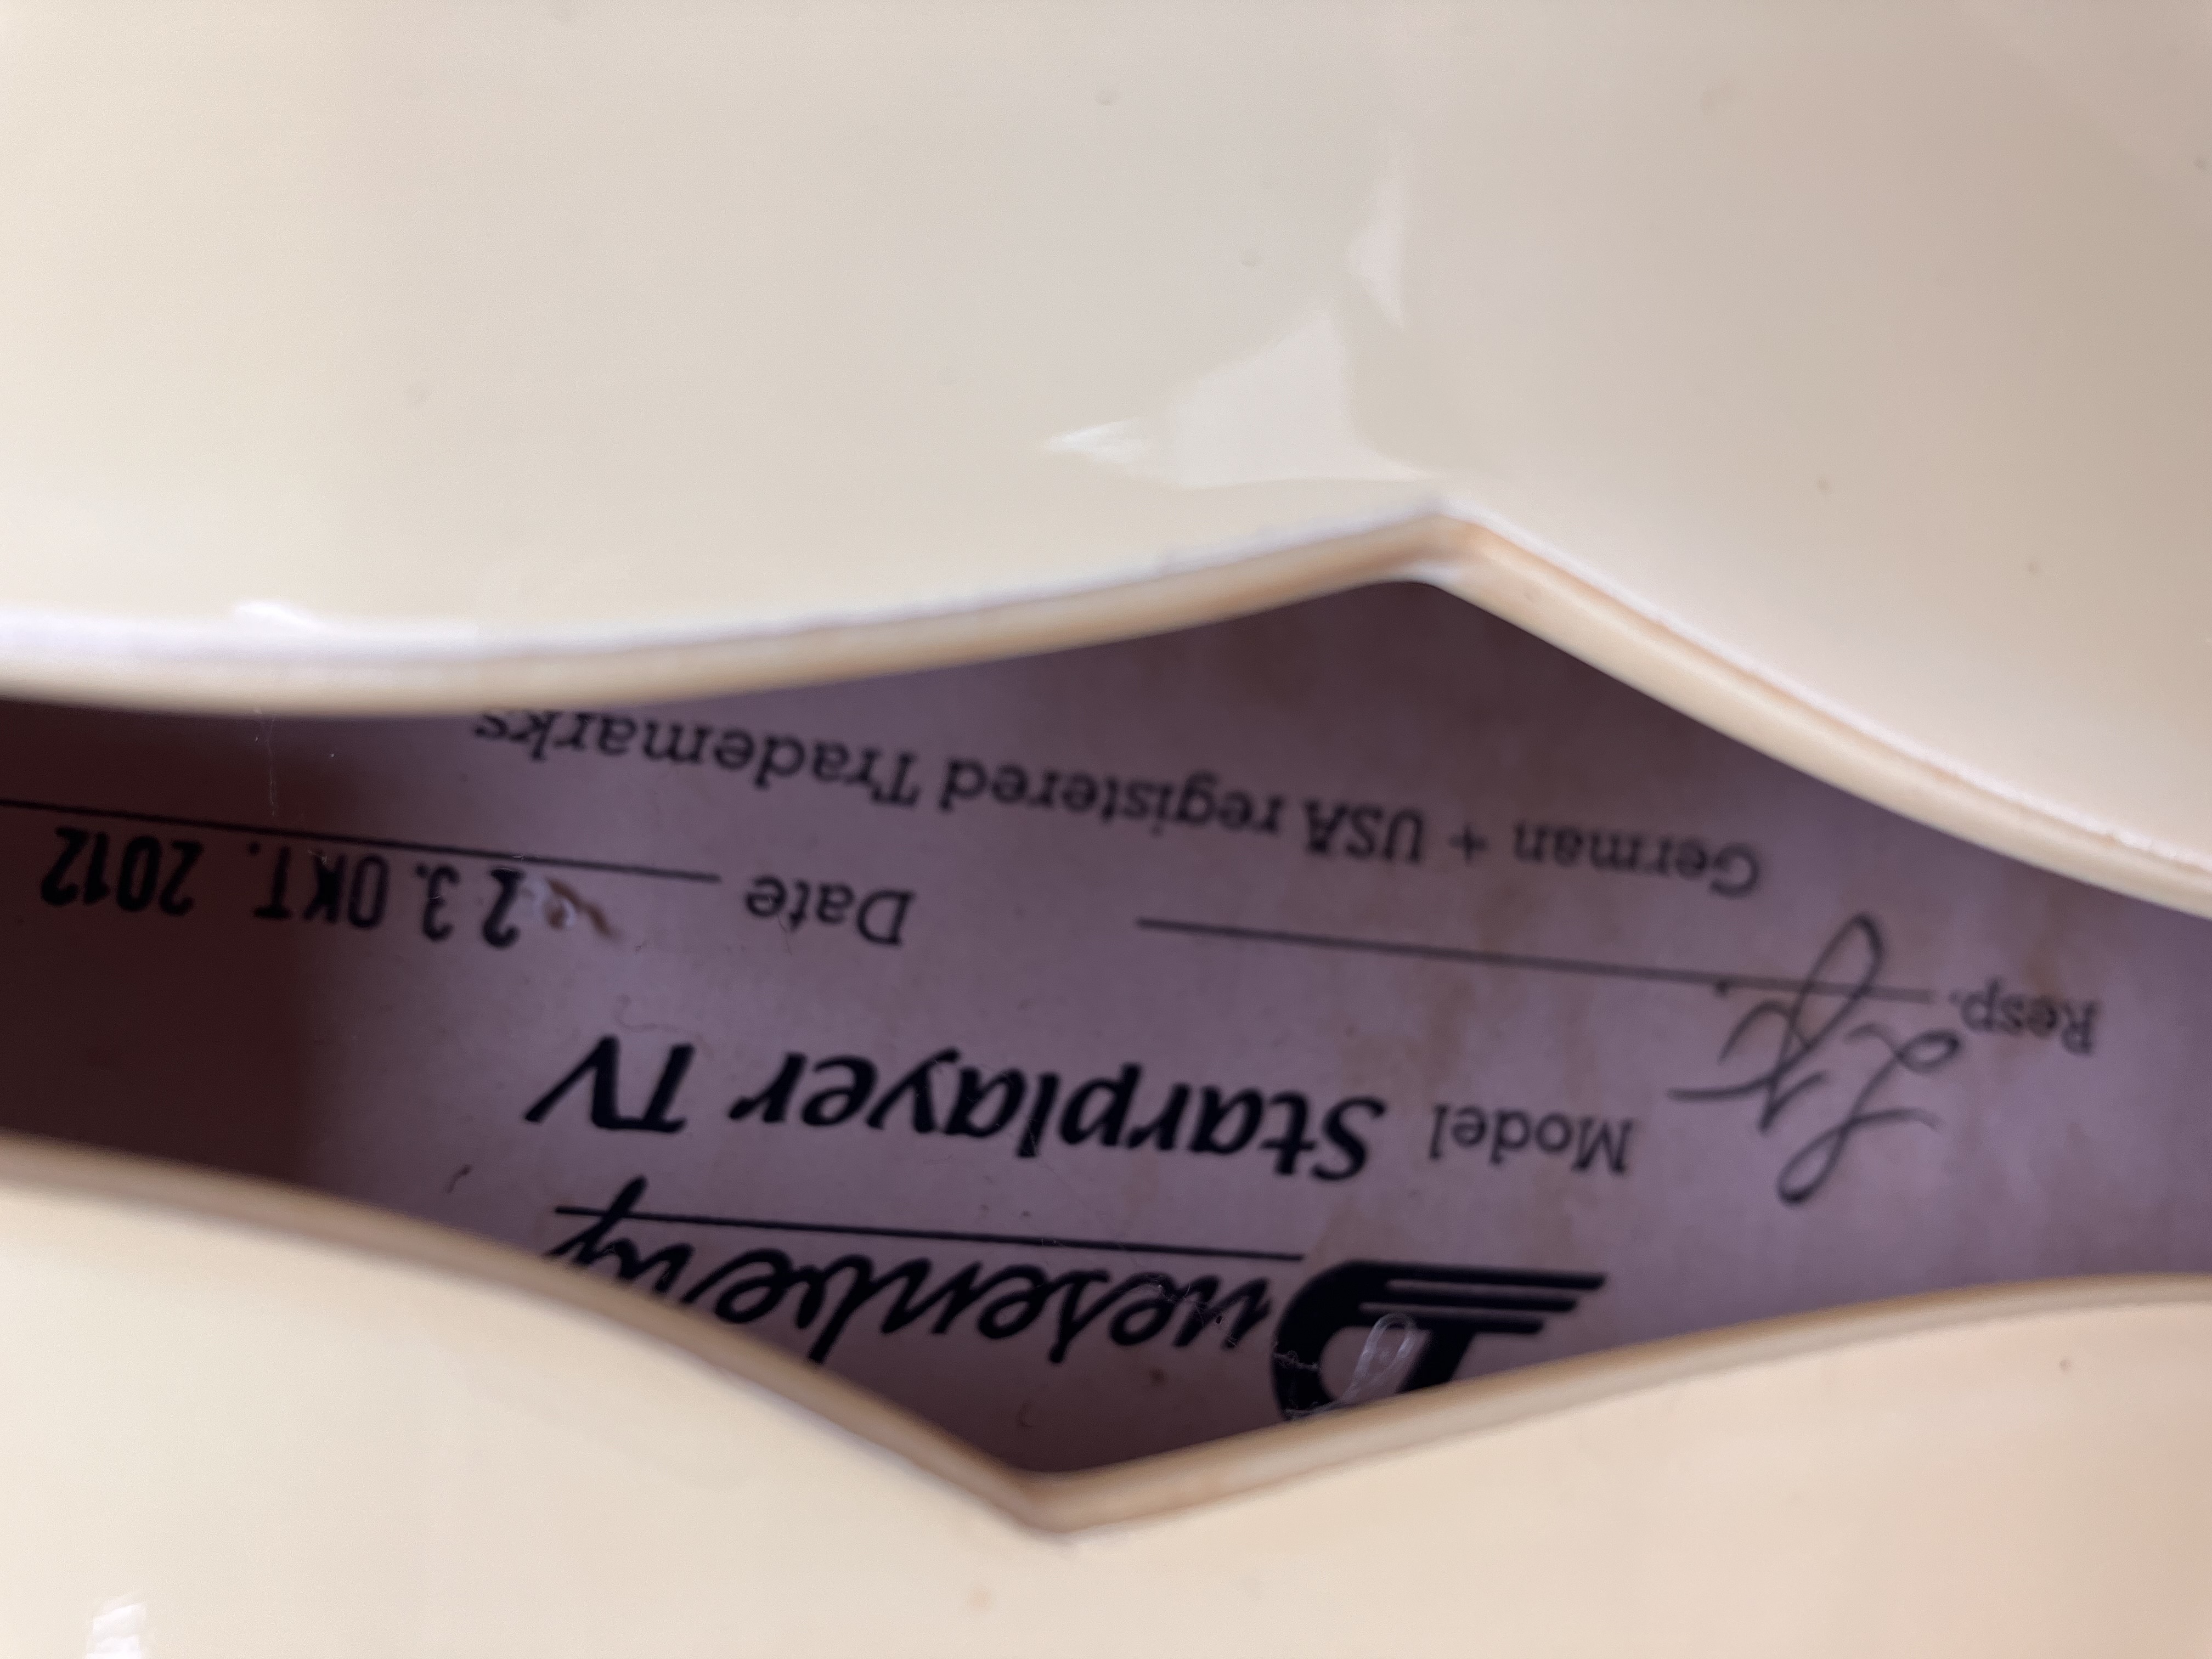 Duesenberg
Model Starplayer TV
Resp. Date 23. OKT. 2012
German + USA registered Trademarks